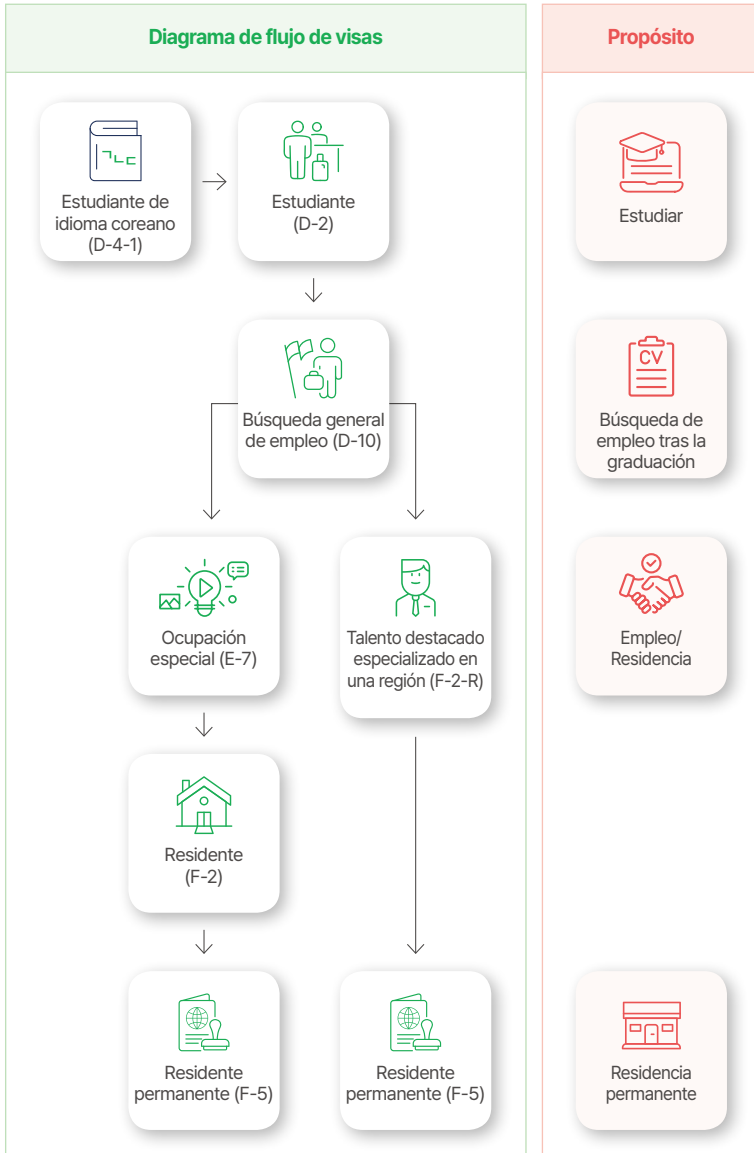 Diagrama de flujo de visas
Propósito
ㄱㄴㄷ
Estudiante de
idioma coreano
(D-4-1)
Estudiante
(D-2)
Estudiar
Búsqueda general
de empleo (D-10)
CV
Búsqueda de
empleo tras la
graduación
Ocupación
especial (E-7)
Talento destacado
especializado en
una región (F-2-R)
Empleo/
Residencia
Residente
(F-2)
Residente
permanente (F-5)
Residente
permanente (F-5)
Residencia
permanente